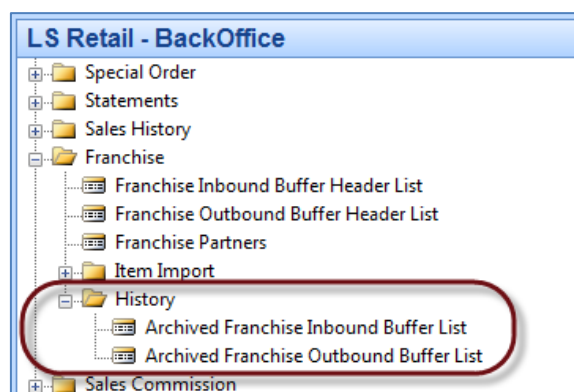 LS Retail - BackOffice
Special Order
Statements
Sales History
Franchise
Franchise Inbound Buffer Header List
Franchise Outbound Buffer Header List
Franchise Partners
Item Import
History
Archived Franchise Inbound Buffer List
Archived Franchise Outbound Buffer List
Sales Commission